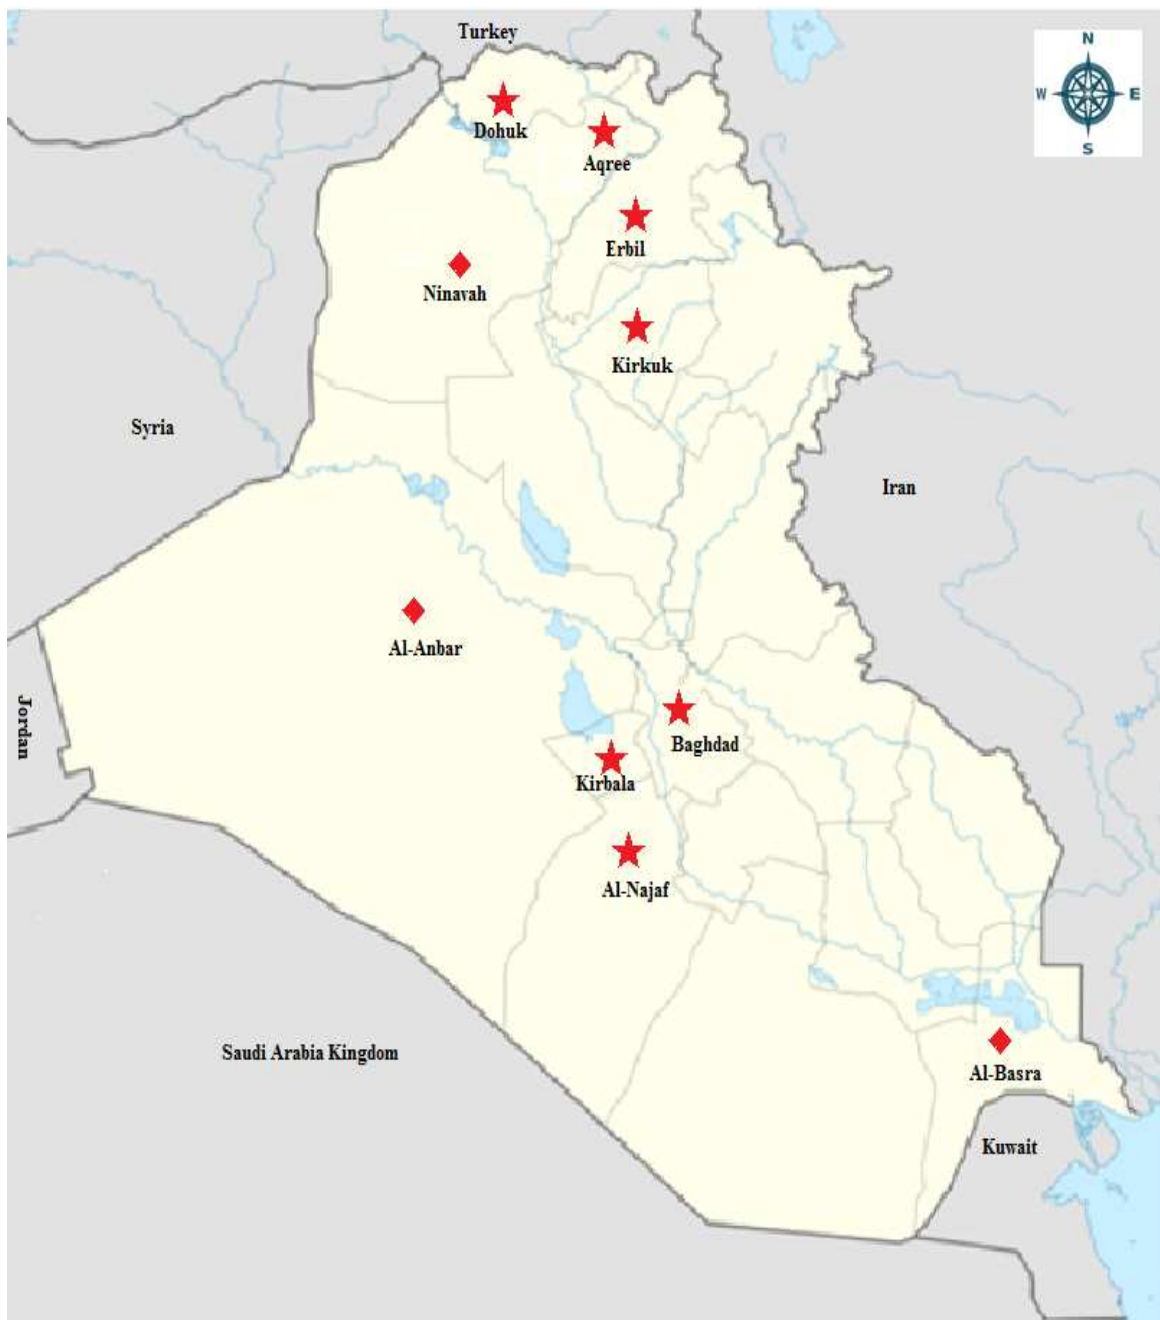 Turkey
N
W
E
S
Dohuk
Aqree
Erbil
Ninavah
Kirkuk
Syria
Iran
Al-Anbar
Jordan
Baghdad
Kirbala
Al-Najaf
Saudi Arabia Kingdom
Al-Basra
Kuwait